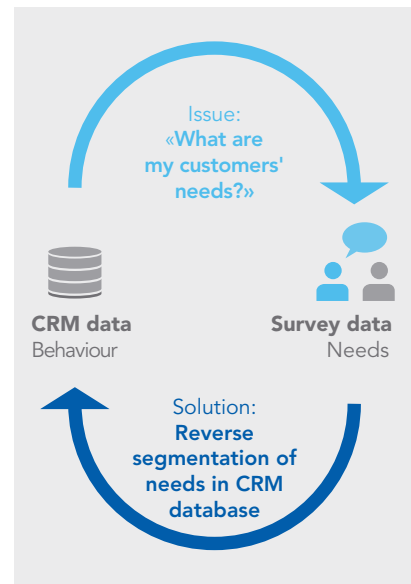 Issue:
«What are
my customers'
needs?»
CRM data
Behaviour
Survey data
Needs
Solution:
Reverse
segmentation of
needs in CRM
database